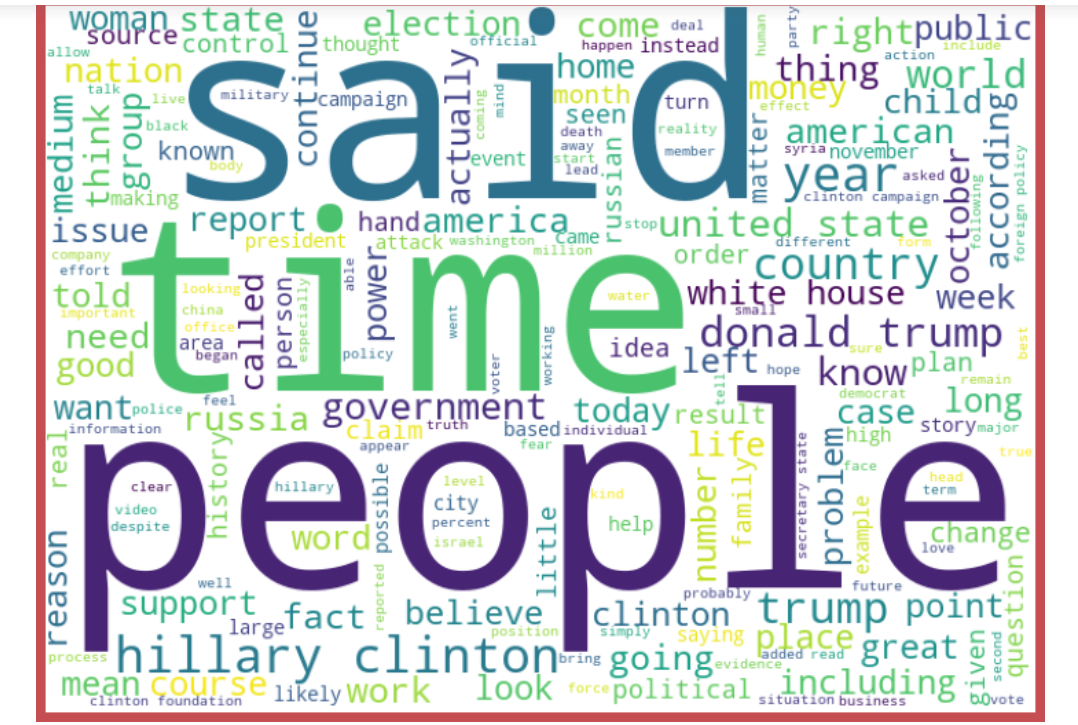 woman state
source
control
continue
thought
election
official
come
deal
happen instead
human
party
right
public
include
action
allow
nation
talk
live
military
campaign
said
actually
coming
mind
home
month
seen
turn
thing
money
effect
world
child
medium
think
group
black
known
body
making
event
death
away
start
lead
russian
reality
member
matter
american
syria november
year
asked
clinton campaign
october
following
according
foreign policy
issue
report
hand america
president
attack washington
million
came
stop united state
different
form
order
country
company
effort
told
important
need
good
looking
china
office
area
began
called
person
especially
time
able
power
policy
went
voter
working
water
idea
white house
small
week
donald trump
left
hope
sure
know
plan
best
remain
want
police
feel
russia
government
today
tell
result
democrat
case
long
story
major
information
claim
truth
appear
based individual
fear
life
high
true
real
history
people
clear
video
despite
hillary
word
possible
level
city
percent
israel
kind
help
little
number
family
secretary state
problem
face
example
head
term
love
change
reason
well
support
large
fact
reported
believe
position
probably
clinton
simply
saying
future
trump point
place
added read
great
question
process
hillary clinton
bring going
evidence
given
second
mean course
clinton foundation
likely work
look
force political
including
situation business
vote